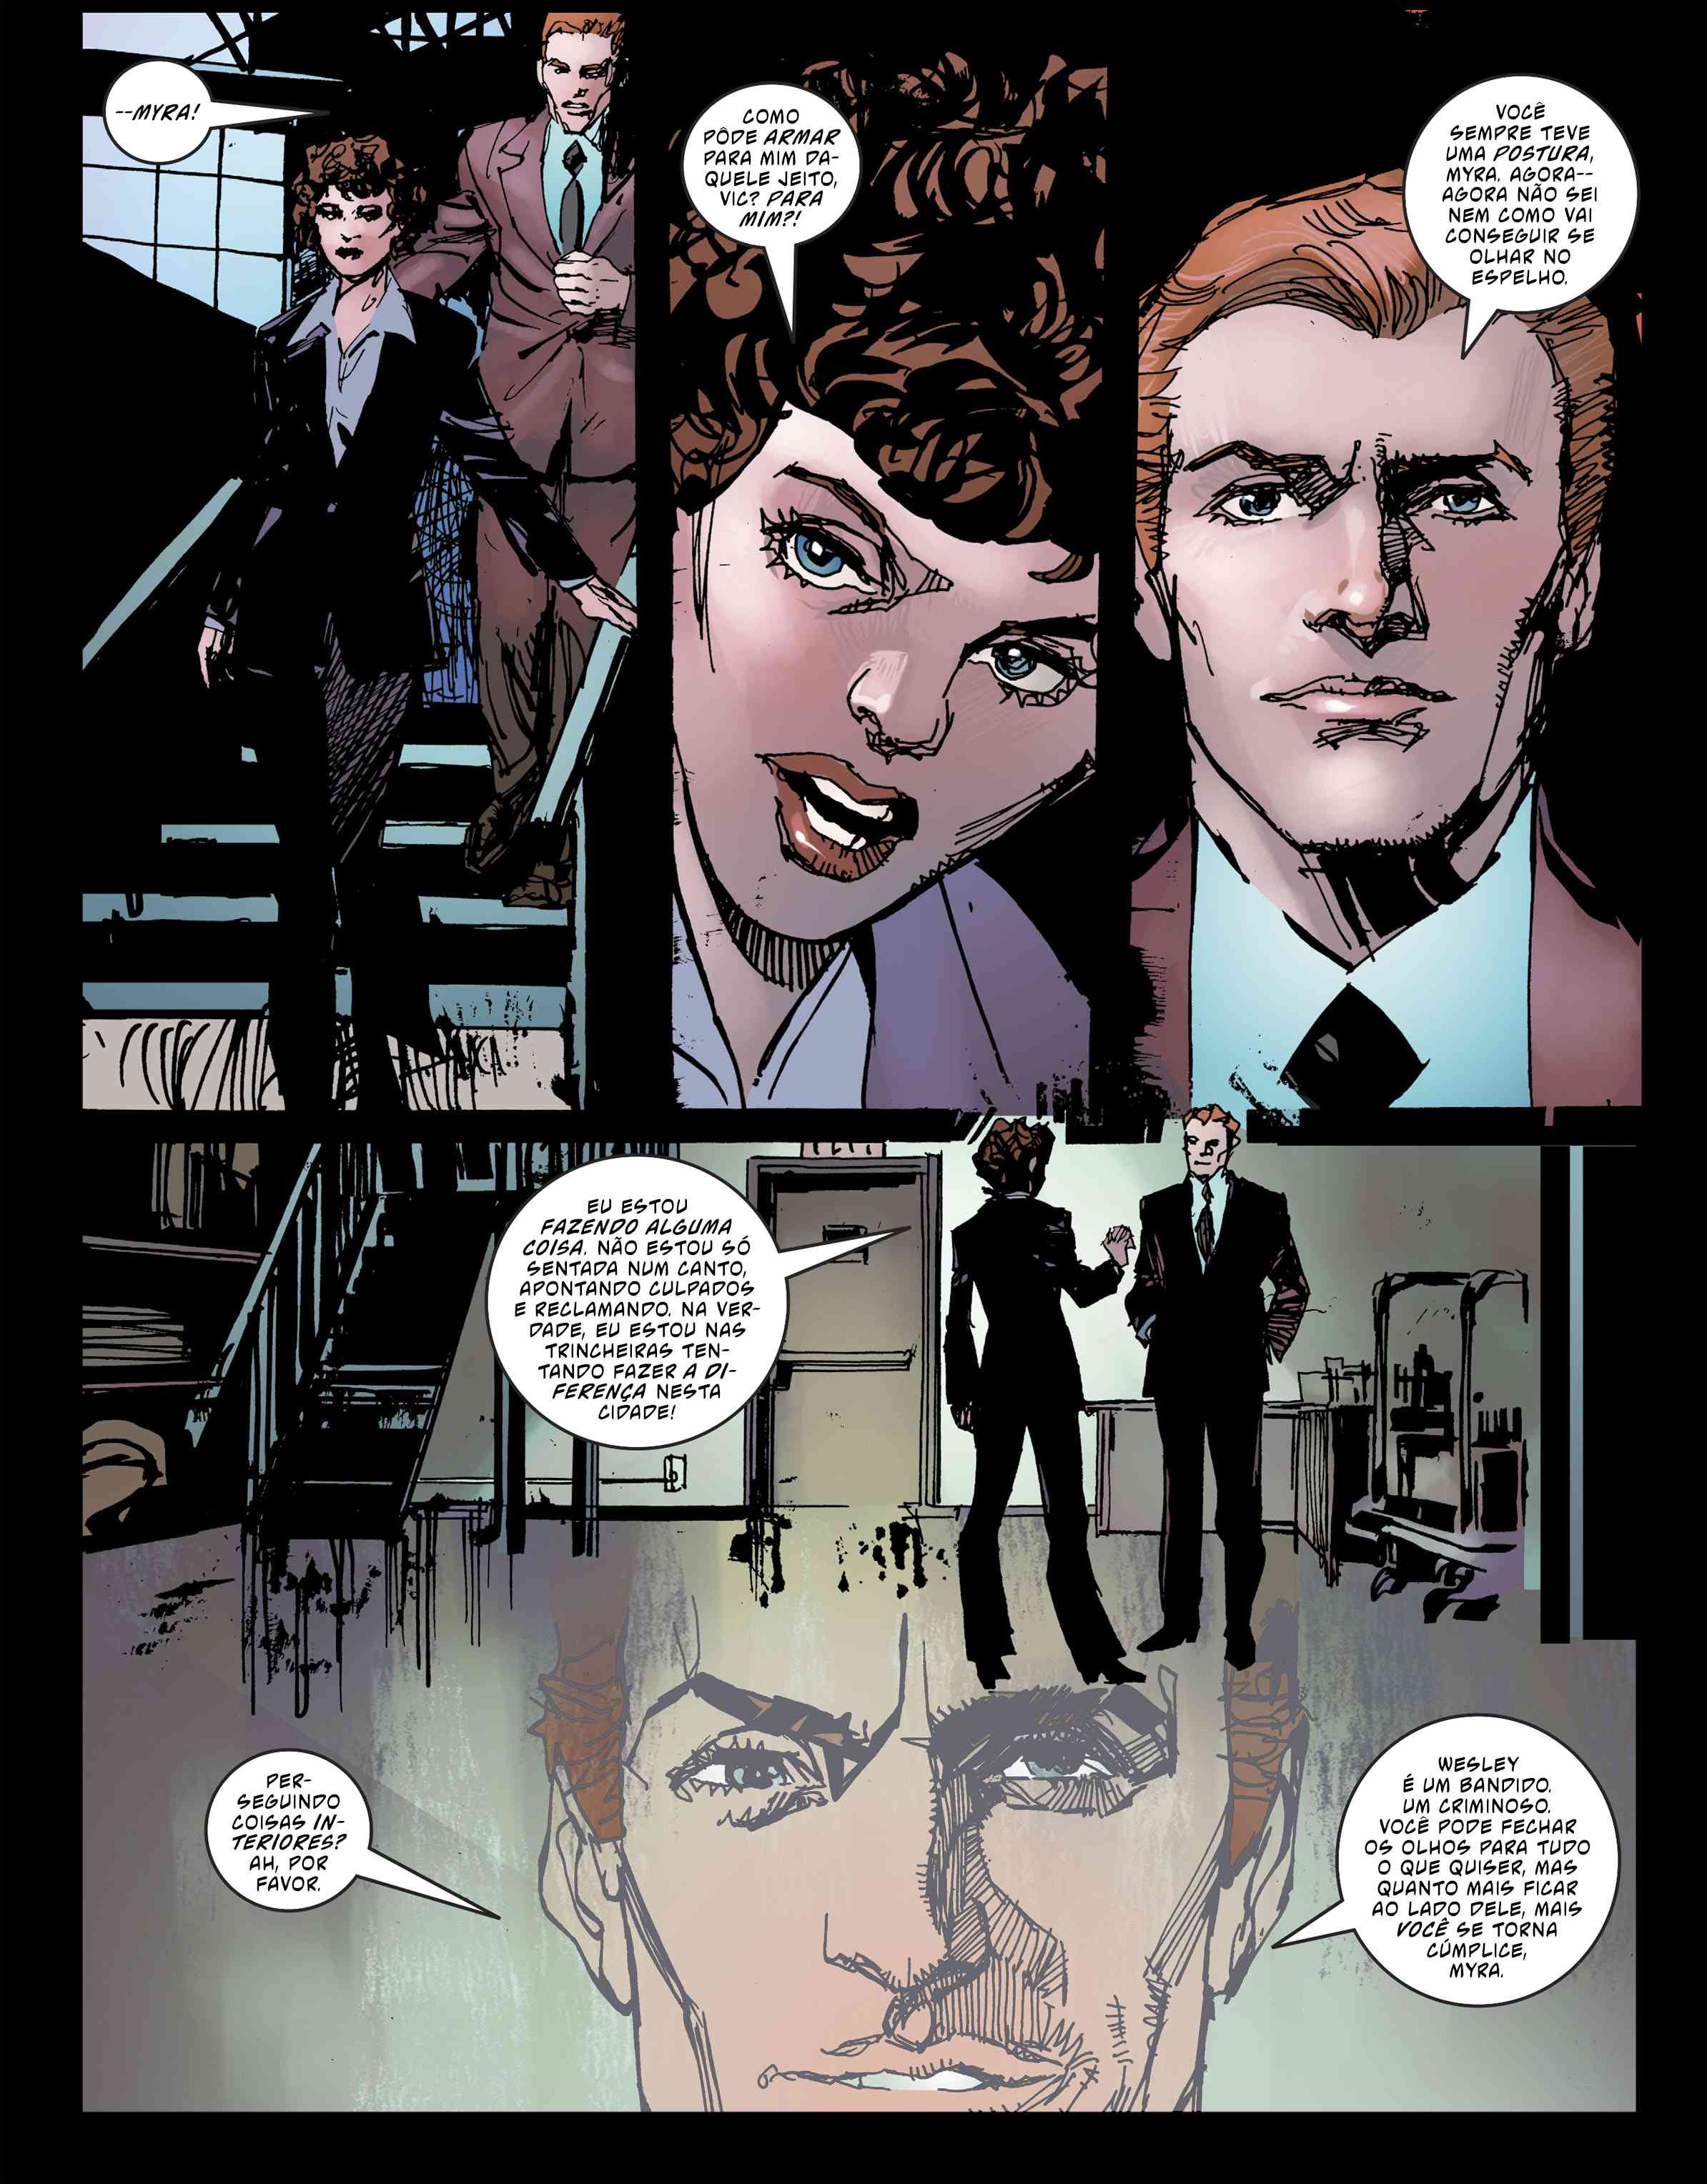 --MYRA!
COMO
PÔDE ARMAR
PARA MIM DA-
QUELE JEITO,
VIC? PARA
MIM?!
VOCÊ
SEMPRE TEVE
UMA POSTURA,
MYRA. AGORA--
AGORA NÃO SEI
NEM COMO VAI
CONSEGUIR SE
OLHAR NO
ESPELHO.
EU ESTOU
FAZENDO ALGUMA
COISA. NÃO ESTOU SÓ
SENTADA NUM CANTO,
APONTANDO CULPADOS
E RECLAMANDO. NA VER-
DADE, EU ESTOU NAS
TRINCHEIRAS TEN-
TANDO FAZER A DI-
FERENÇA NESTA
CIDADE!
PER-
SEGUINDO
COISAS IN-
TERIORES?
AH, POR
FAVOR.
WESLEY
É UM BANDIDO.
UM CRIMINOSO.
VOCÊ PODE FECHAR
OS OLHOS PARA TUDO
O QUE QUISER, MAS
QUANTO MAIS FICAR
AO LADO DELE, MAIS
VOCÊ SE TORNA
CÚMPLICE,
MYRA.